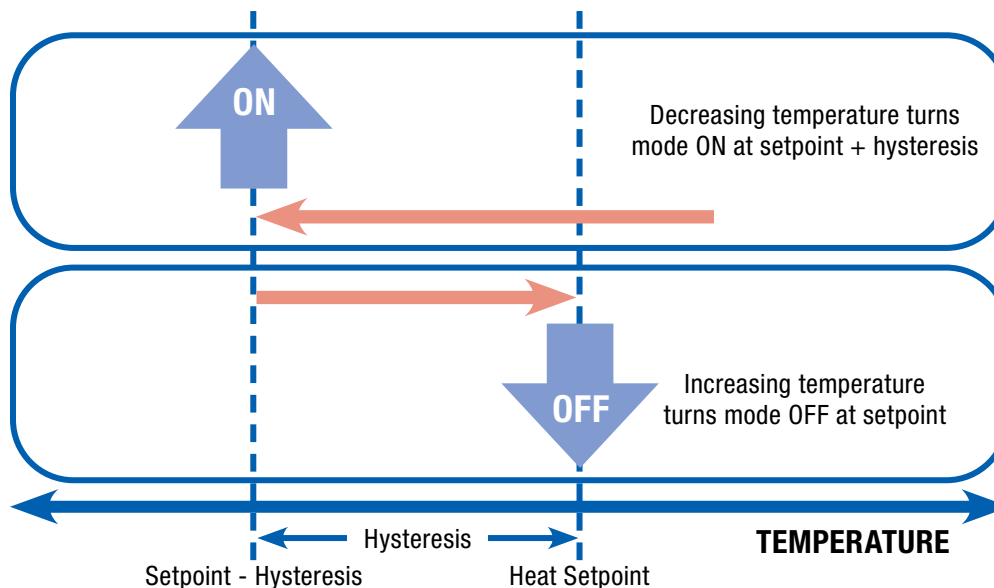 ON
Decreasing temperature turns
mode ON at setpoint + hysteresis
OFF
Increasing temperature
turns mode OFF at setpoint
Hysteresis
TEMPERATURE
Setpoint - Hysteresis
Heat Setpoint